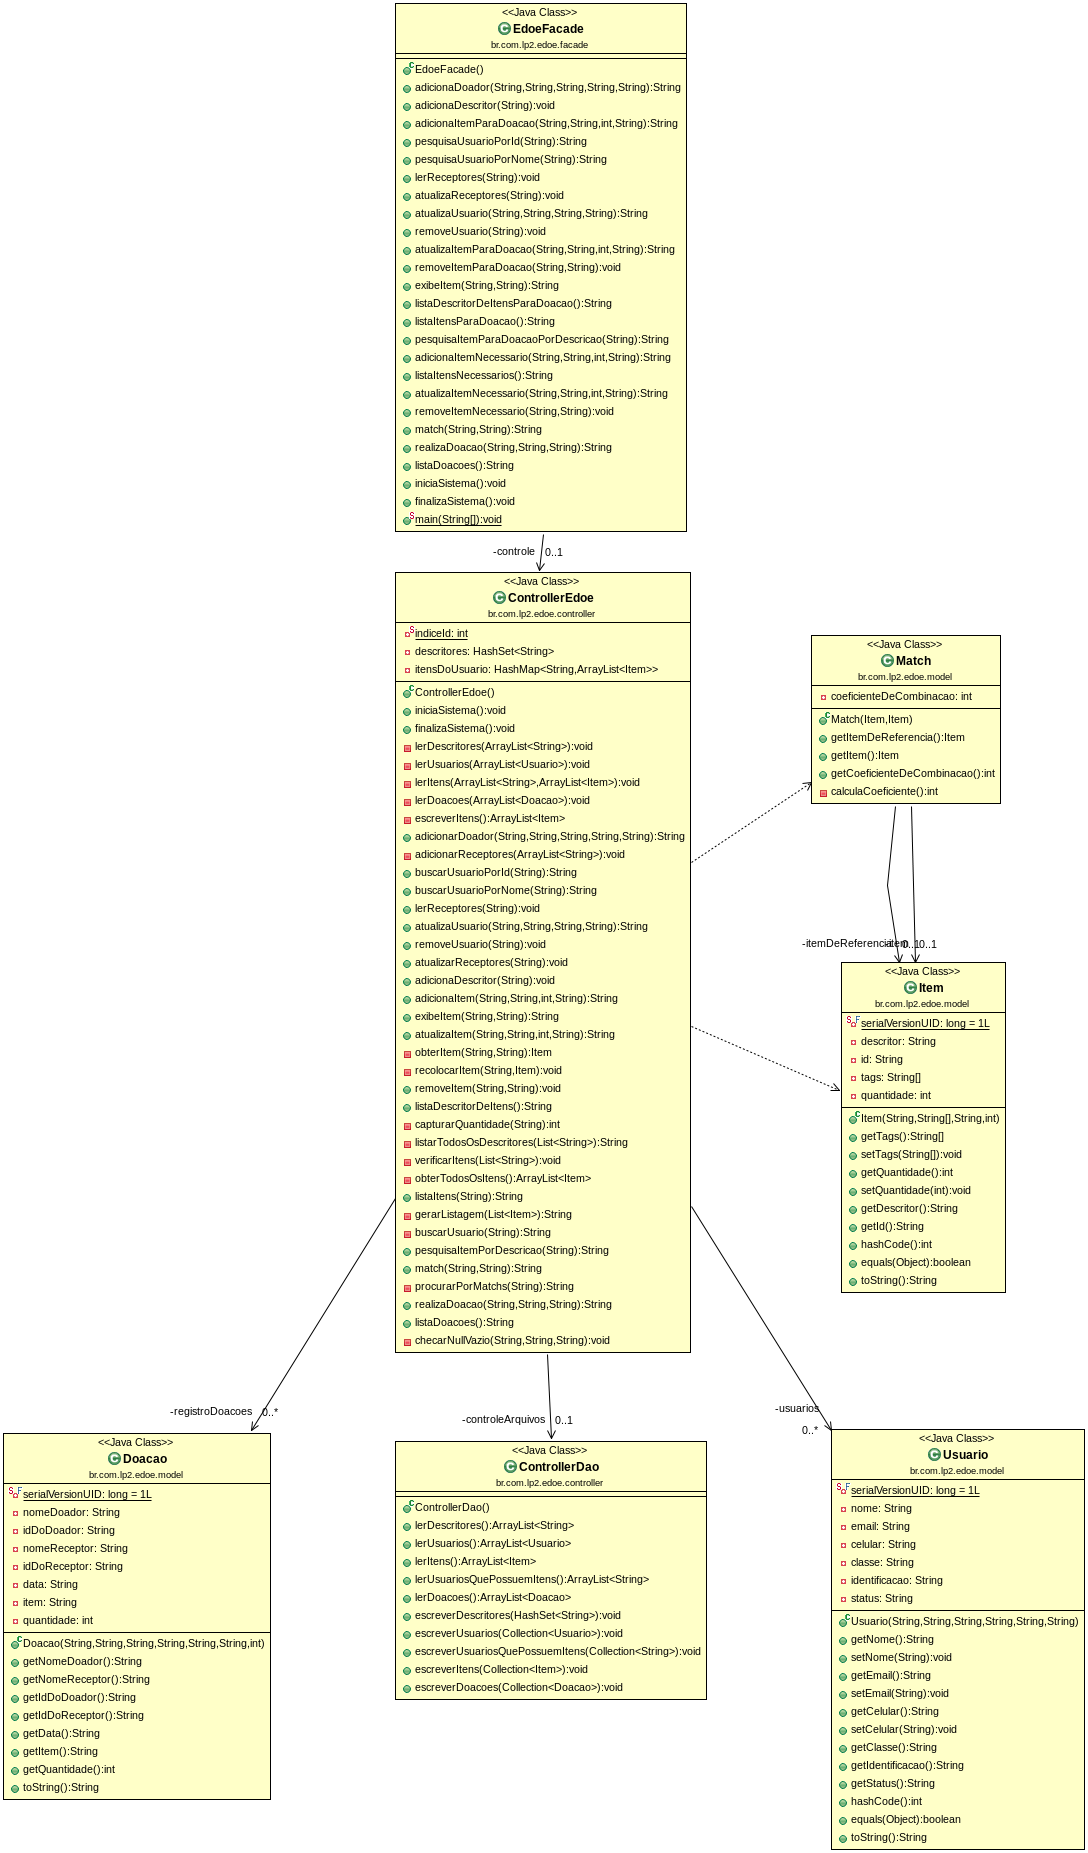 <<Java Class>>
EdoeFacade
br.com.lp2.edoe.facade
EdoeFacade()
adicionaDoador(String,String,String,String,String):String
adicionaDescritor(String):void
adicionaItemParaDoacao(String,String,int,String):String
pesquisaUsuarioPorId(String):String
pesquisaUsuarioPorNome(String):String
lerReceptores(String):void
atualizaReceptores(String):void
atualizaUsuario(String,String,String,String):String
removeUsuario(String):void
atualizaItemParaDoacao(String,String,int,String):String
removeItemParaDoacao(String,String):void
exibeItem(String,String):String
listaDescritorDeItensParaDoacao():String
listaItensParaDoacao():String
pesquisaItemParaDoacaoPorDescricao(String):String
adicionaItemNecessario(String,String,int,String):String
listaItensNecessarios():String
atualizaItemNecessario(String,String,int,String):String
removeItemNecessario(String,String):void
match(String,String):String
realizaDoacao(String,String,String):String
listaDoacoes():String
iniciaSistema():void
finalizaSistema():void
main(String[]):void
-controle 0..1
<<Java Class>>
ControllerEdoe
br.com.lp2.edoe.controller
indiceId: int
descritores: HashSet<String>
itensDoUsuario: HashMap<String,ArrayList<Item>>
ControllerEdoe()
iniciaSistema():void
finalizaSistema():void
lerDescritores(ArrayList<String>):void
lerUsuarios(ArrayList<Usuario>):void
lerItens(ArrayList<String>,ArrayList<Item>):void
lerDoacoes(ArrayList<Doacao>):void
escreverItens():ArrayList<Item>
adicionarDoador(String,String,String,String,String):String
adicionarReceptores(ArrayList<String>):void
buscarUsuarioPorId(String):String
buscarUsuarioPorNome(String):String
lerReceptores(String):void
atualizaUsuario(String,String,String,String):String
removeUsuario(String):void
atualizarReceptores(String):void
adicionaDescritor(String):void
adicionaItem(String,String,int,String):String
exibeItem(String,String):String
atualizaItem(String,String,int,String):String
obterItem(String,String):Item
recolocarItem(String,Item):void
removeItem(String,String):void
listaDescritorDeItens():String
capturarQuantidade(String):int
listarTodosOsDescritores(List<String>):String
verificarItens(List<String>):void
obterTodosOsItens():ArrayList<Item>
listaItens(String):String
gerarListagem(List<Item>):String
buscarUsuario(String):String
pesquisaItemPorDescricao(String):String
match(String,String):String
procurarPorMatchs(String):String
realizaDoacao(String,String,String):String
listaDoacoes():String
checarNullVazio(String,String,String):void
<<Java Class>>
Match
br.com.lp2.edoe.model
coeficienteDeCombinacao: int
Match(Item,Item)
getItemDeReferencia():Item
getItem():Item
getCoeficienteDeCombinacao():int
calculaCoeficiente():int
-itemDeReferencia 0..1
-item 0..1
<<Java Class>>
Item
br.com.lp2.edoe.model
serialVersionUID: long = 1L
descritor: String
id: String
tags: String[]
quantidade: int
Item(String,String[],String,int)
getTags():String[]
setTags(String[]):void
getQuantidade():int
setQuantidade(int):void
getDescritor():String
getId():String
hashCode():int
equals(Object):boolean
toString():String
-registroDoacoes 0..*
<<Java Class>>
Doacao
br.com.lp2.edoe.model
serialVersionUID: long = 1L
nomeDoador: String
idDoDoador: String
nomeReceptor: String
idDoReceptor: String
data: String
item: String
quantidade: int
Doacao(String,String,String,String,String,String,int)
getNomeDoador():String
getNomeReceptor():String
getIdDoDoador():String
getIdDoReceptor():String
getData():String
getItem():String
getQuantidade():int
toString():String
-controleArquivos 0..1
<<Java Class>>
ControllerDao
br.com.lp2.edoe.controller
ControllerDao()
lerDescritores():ArrayList<String>
lerUsuarios():ArrayList<Usuario>
lerItens():ArrayList<Item>
lerUsuariosQuePossuemItens():ArrayList<String>
lerDoacoes():ArrayList<Doacao>
escreverDescritores(HashSet<String>):void
escreverUsuarios(Collection<Usuario>):void
escreverUsuariosQuePossuemItens(Collection<String>):void
escreverItens(Collection<Item>):void
escreverDoacoes(Collection<Doacao>):void
-usuarios
0..*
<<Java Class>>
Usuario
br.com.lp2.edoe.model
serialVersionUID: long = 1L
nome: String
email: String
celular: String
classe: String
identificacao: String
status: String
Usuario(String,String,String,String,String,String)
getNome():String
setNome(String):void
getEmail():String
setEmail(String):void
getCelular():String
setCelular(String):void
getClasse():String
getIdentificacao():String
getStatus():String
hashCode():int
equals(Object):boolean
toString():String